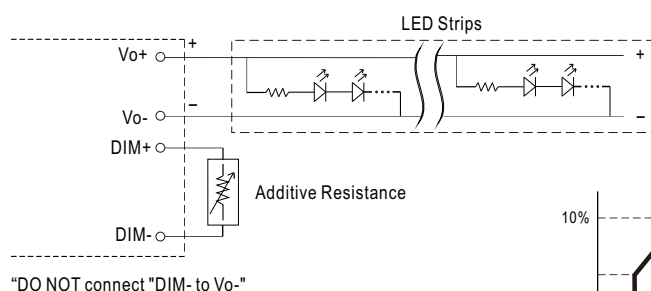 LED Strips
Vo+
+
+
Vo-
−
−
DIM+
Additive Resistance
DIM-
10%
“DO NOT connect "DIM- to Vo-"